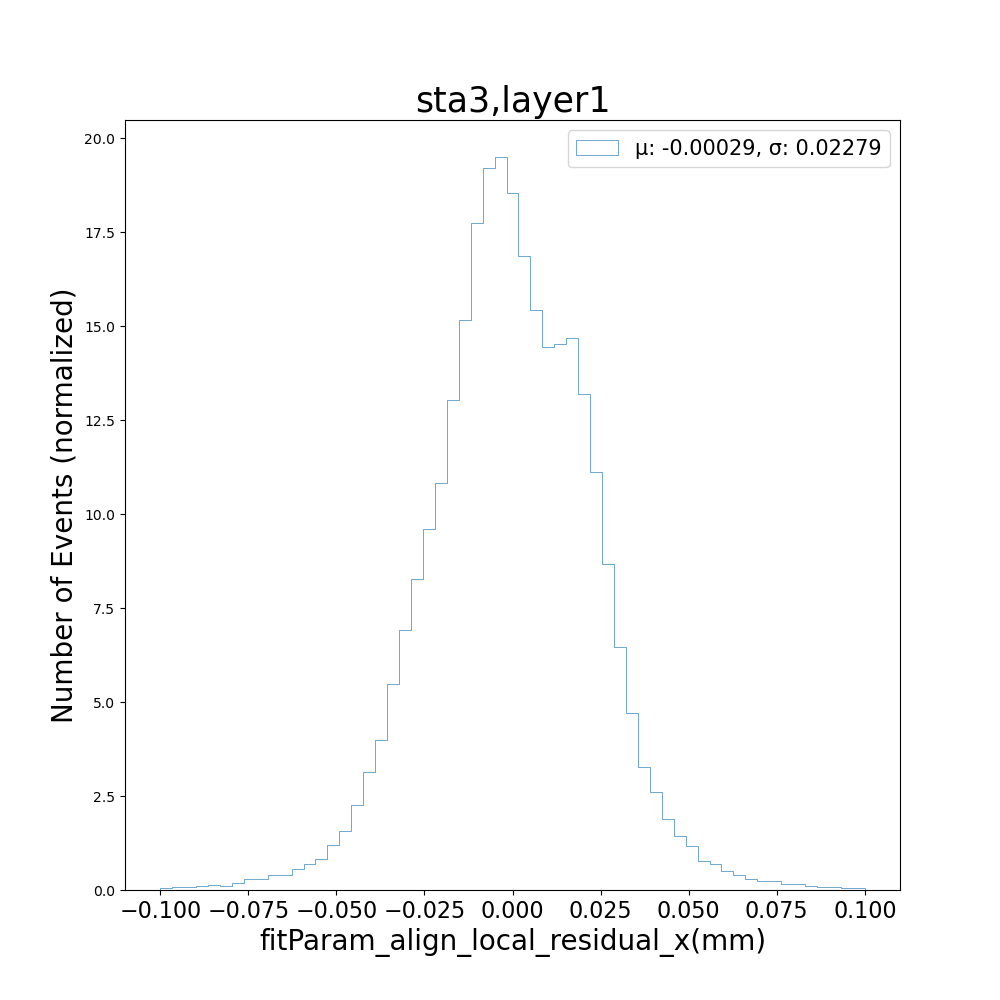 sta3,layer1
μ: -0.00029, σ: 0.02279
Number of Events (normalized)
20.0
17.5
15.0
12.5
10.0
7.5
5.0
2.5
0.0
−0.100 −0.075 −0.050 −0.025 0.000 0.025 0.050 0.075 0.100
fitParam_align_local_residual_x(mm)